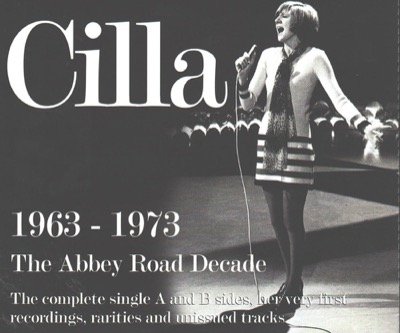 Cilla
1963 - 1973
The Abbey Road Decade
The complete single A and B sides, her very first
recordings, rarities and unissued tracks